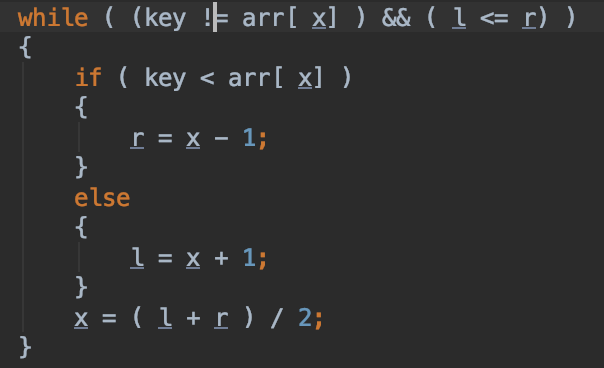 while ( (key != arr[ x] ) && ( l <= r) )
{
if ( key < arr[ x] )
{
r = x - 1;
}
else
{
l = x + 1;
}
x = ( l + r ) / 2;
}